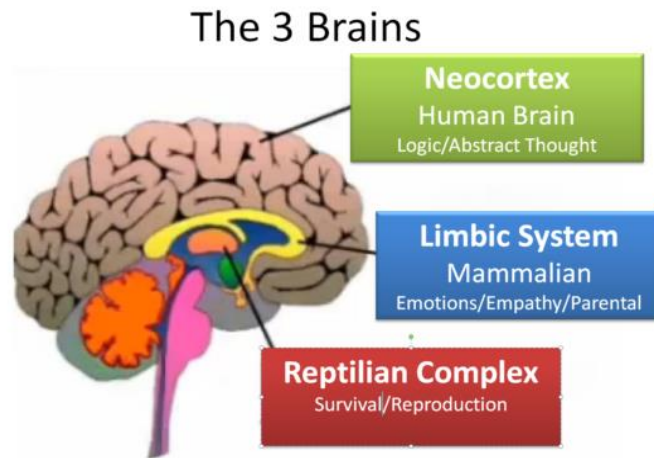 The 3 Brains
Neocortex
Human Brain
Logic/Abstract Thought
Limbic System
Mammalian
Emotions/Empathy/Parental
Reptilian Complex
Survival/Reproduction